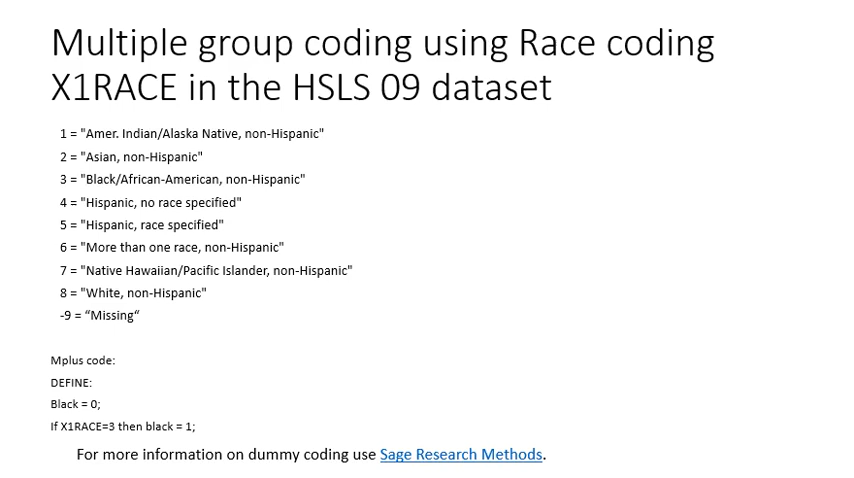 Multiple group coding using Race coding
X1RACE in the HSLS 09 dataset
1 = "Amer. Indian/Alaska Native, non-Hispanic"
2 = "Asian, non-Hispanic"
3 = "Black/African-American, non-Hispanic"
4 = "Hispanic, no race specified"
5 = "Hispanic, race specified"
6 = "More than one race, non-Hispanic"
7 = "Native Hawaiian/Pacific Islander, non-Hispanic"
8 = "White, non-Hispanic"
-9 = “Missing“
Mplus code:
DEFINE:
Black = 0;
If X1RACE=3 then black = 1;
For more information on dummy coding use Sage Research Methods.